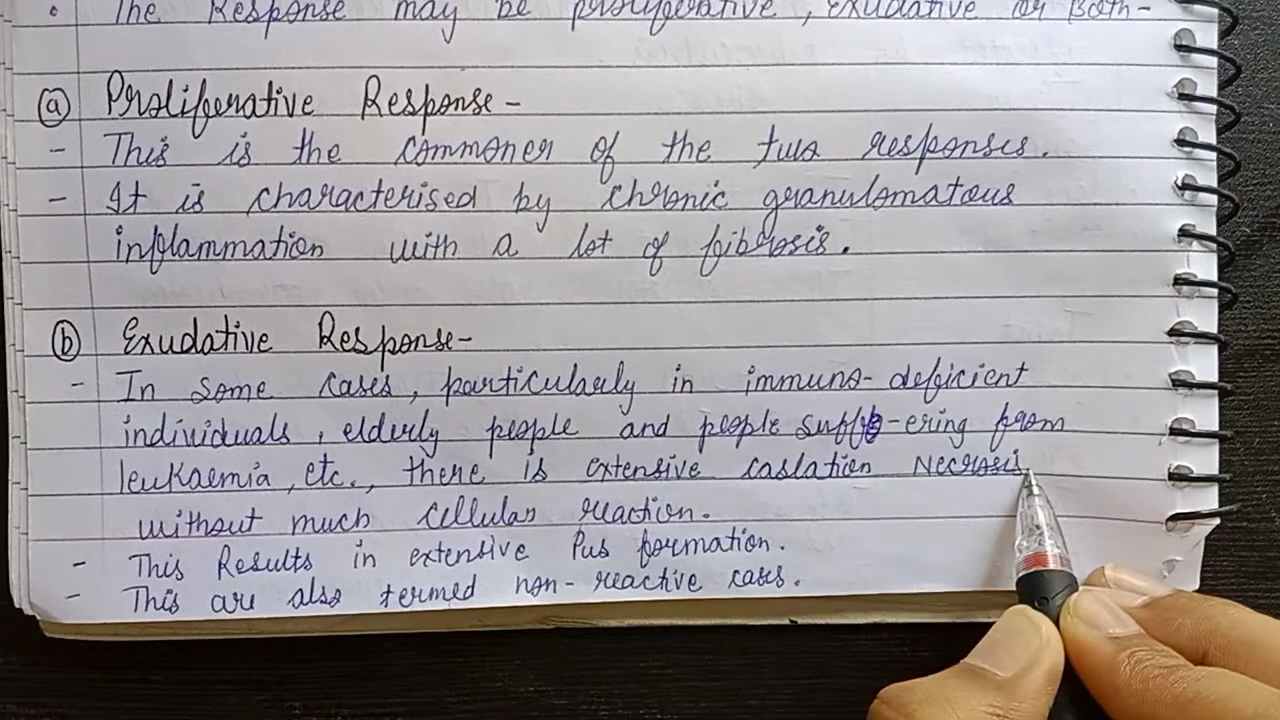 • The Response may be proliferative, exudative or Both-
ⓐ Proliferative Response -
- This is the commoner of the two responses.
- It is characterised by chronic granulomatous
inflammation with a lot of fibrosis.
ⓑ Exudative Response-
- In some cases, particularly in immuno-deficient
individuals, elderly people and people suff-ering from
leukaemia, etc., there is extensive caslation Necrosis
without much cellular reaction.
- This Results in extensive Pus formation.
- This are also termed non-reactive cases.